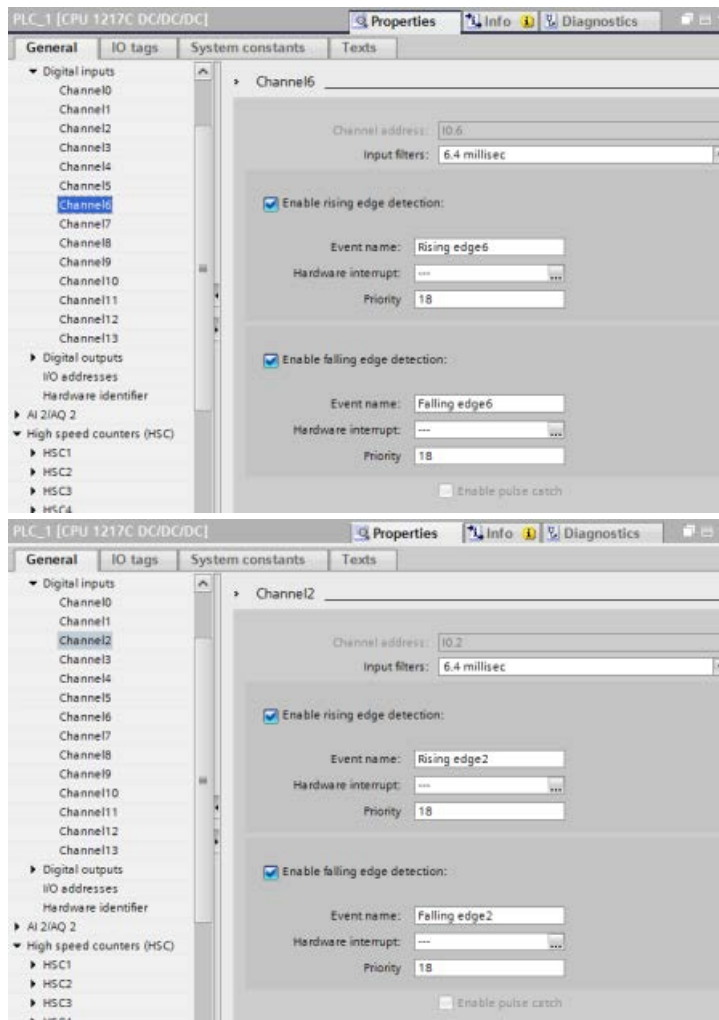 PLC_1 [CPU 1217C DC/DC/DC]
Properties Info Diagnostics
General IO tags System constants Texts
Digital inputs
Channel0
Channel1
Channel2
Channel3
Channel4
Channel5
Channel6
Channel7
Channel8
Channel9
Channel10
Channel11
Channel12
Channel13
Digital outputs
I/O addresses
Hardware identifier
AI 2/AQ 2
High speed counters (HSC)
HSC1
HSC2
HSC3
HSC4
Channel6
Channel address: I0.6
Input filters: 6.4 millisec
Enable rising edge detection:
Event name: Rising edge6
Hardware interrupt: ---
...
Priority 18
Enable falling edge detection:
Event name: Falling edge6
Hardware interrupt: ---
...
Priority 18
Enable pulse catch
PLC_1 [CPU 1217C DC/DC/DC]
Properties Info Diagnostics
General IO tags System constants Texts
Digital inputs
Channel0
Channel1
Channel2
Channel3
Channel4
Channel5
Channel6
Channel7
Channel8
Channel9
Channel10
Channel11
Channel12
Channel13
Digital outputs
I/O addresses
Hardware identifier
AI 2/AQ 2
High speed counters (HSC)
HSC1
HSC2
HSC3
Channel2
Channel address: I0.2
Input filters: 6.4 millisec
Enable rising edge detection:
Event name: Rising edge2
Hardware interrupt: ---
...
Priority 18
Enable falling edge detection:
Event name: Falling edge2
Hardware interrupt: ---
...
Priority 18
Enable pulse catch